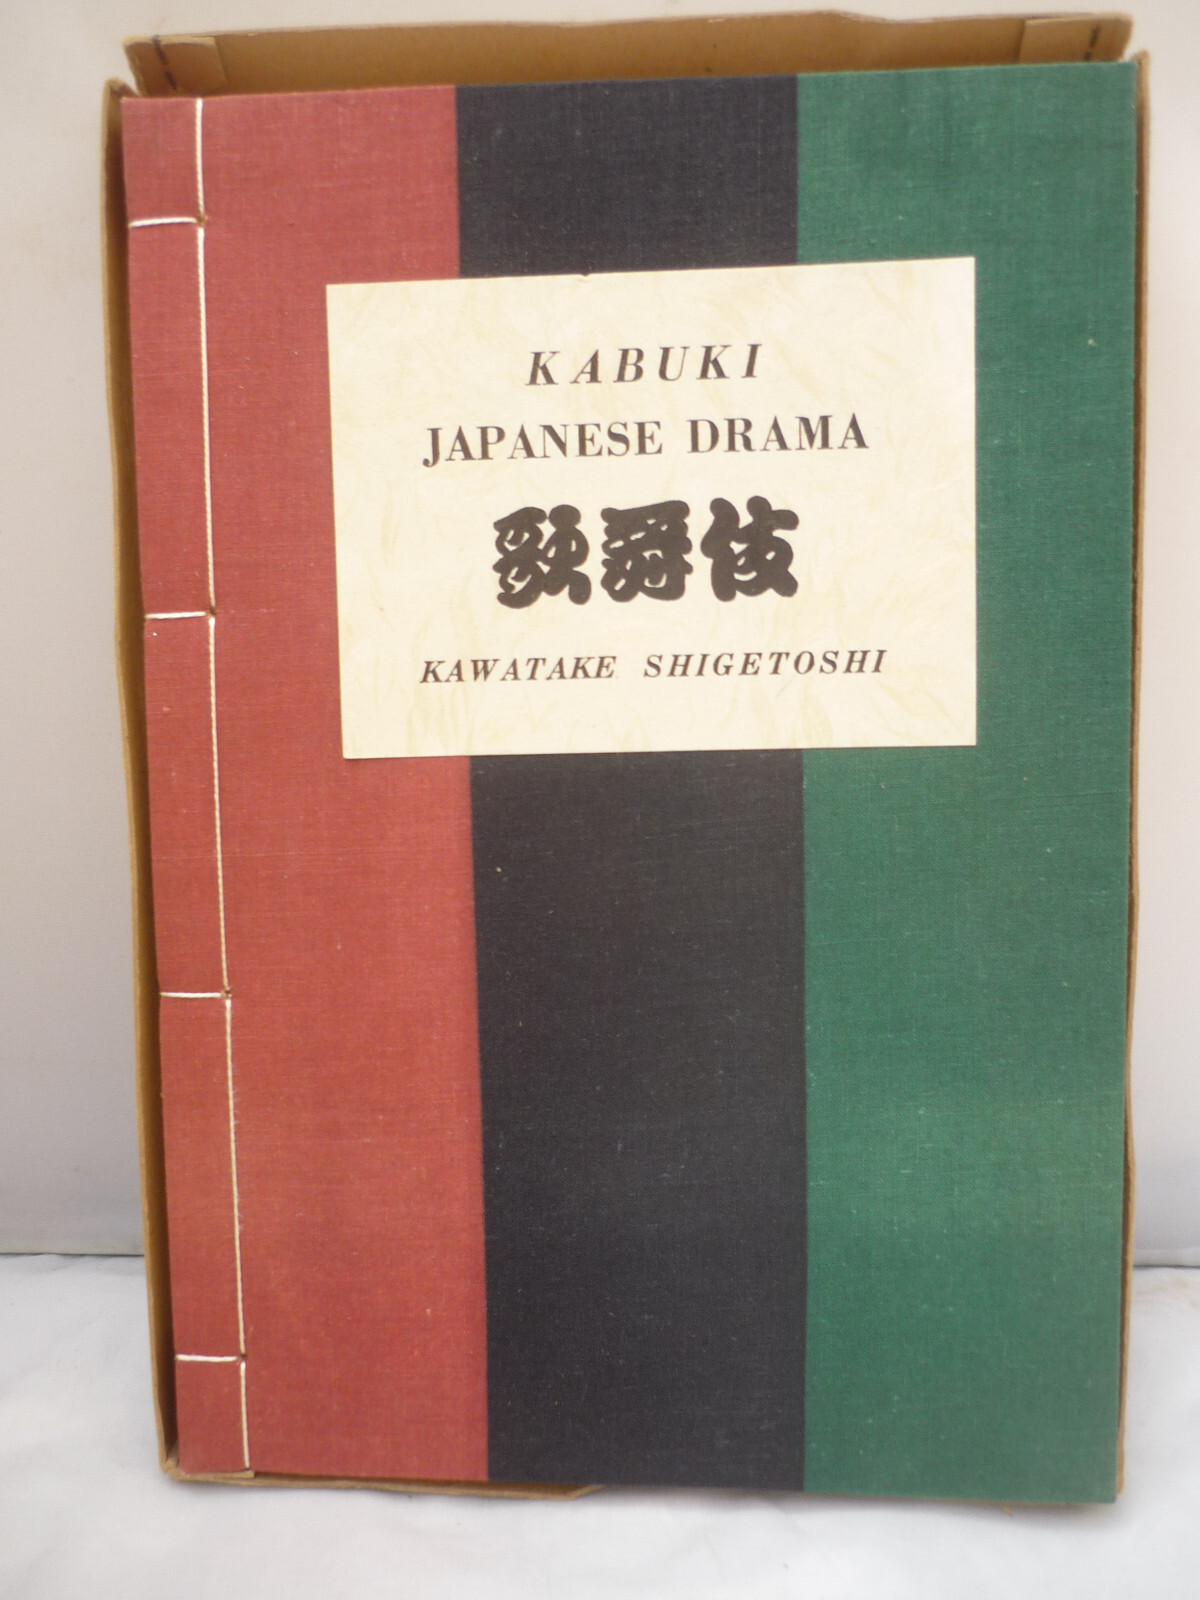 KABUKI
JAPANESE DRAMA
歌舞伎
KAWATAKE SHIGETOSHI